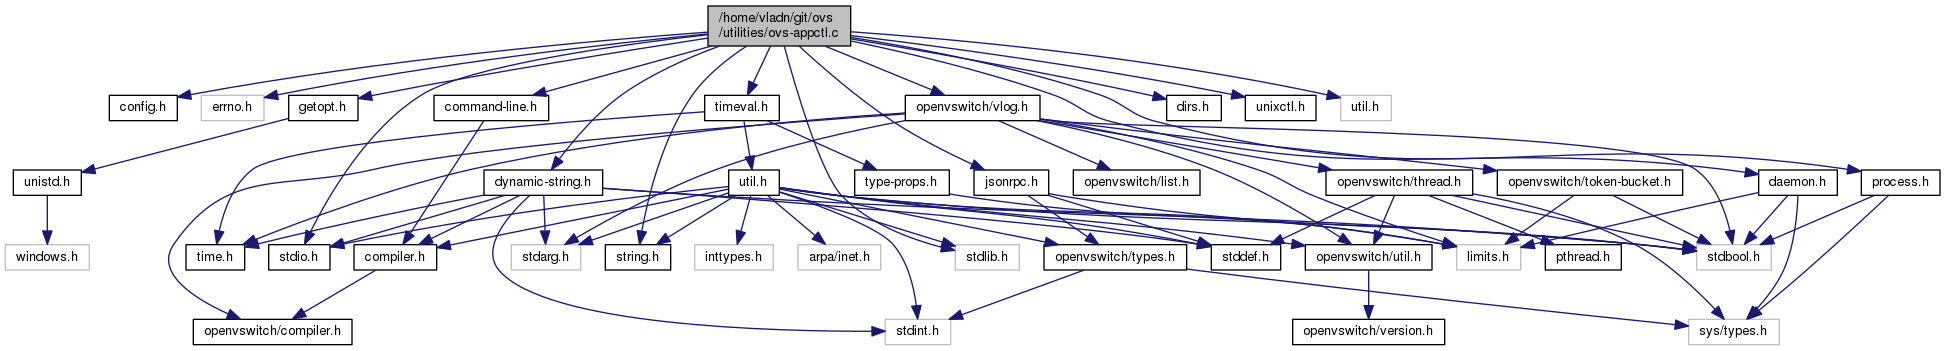 /home/vladn/git/ovs
/utilities/ovs-appctl.c
config.h
errno.h
getopt.h
command-line.h
timeval.h
openvswitch/vlog.h
dirs.h
unixctl.h
util.h
unistd.h
dynamic-string.h
util.h
type-props.h
jsonrpc.h
openvswitch/list.h
openvswitch/thread.h
openvswitch/token-bucket.h
daemon.h
process.h
windows.h
time.h
stdio.h
compiler.h
stdarg.h
string.h
inttypes.h
arpa/inet.h
stdlib.h
openvswitch/types.h
stddef.h
openvswitch/util.h
limits.h
pthread.h
stdbool.h
openvswitch/compiler.h
stdint.h
openvswitch/version.h
sys/types.h